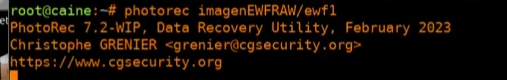 root@caine:~# photorec imagenEWFRAW/ewf1
PhotoRec 7.2-WIP, Data Recovery Utility, February 2023
Christophe GRENIER <grenier@cgsecurity.org>
https://www.cgsecurity.org